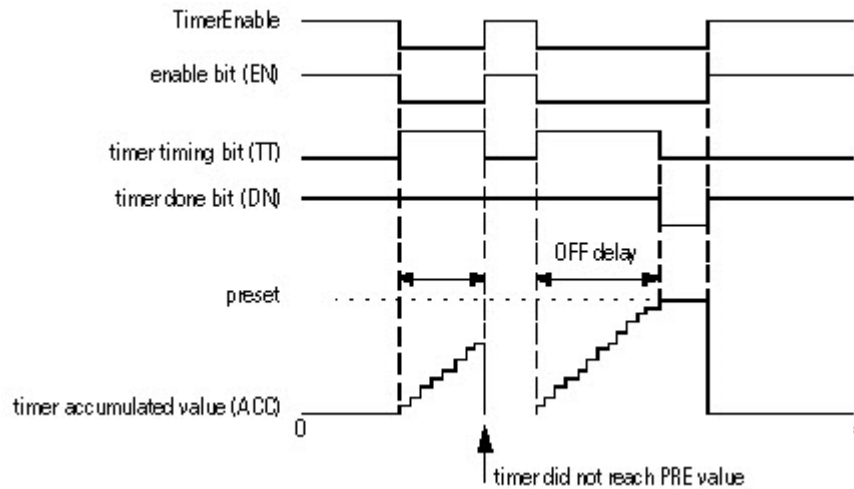 TimerEnable
enable bit (EN)
timer timing bit (TT)
timer done bit (DN)
OFF delay
preset
timer accumulated value (ACC)
0
timer did not reach PRE value